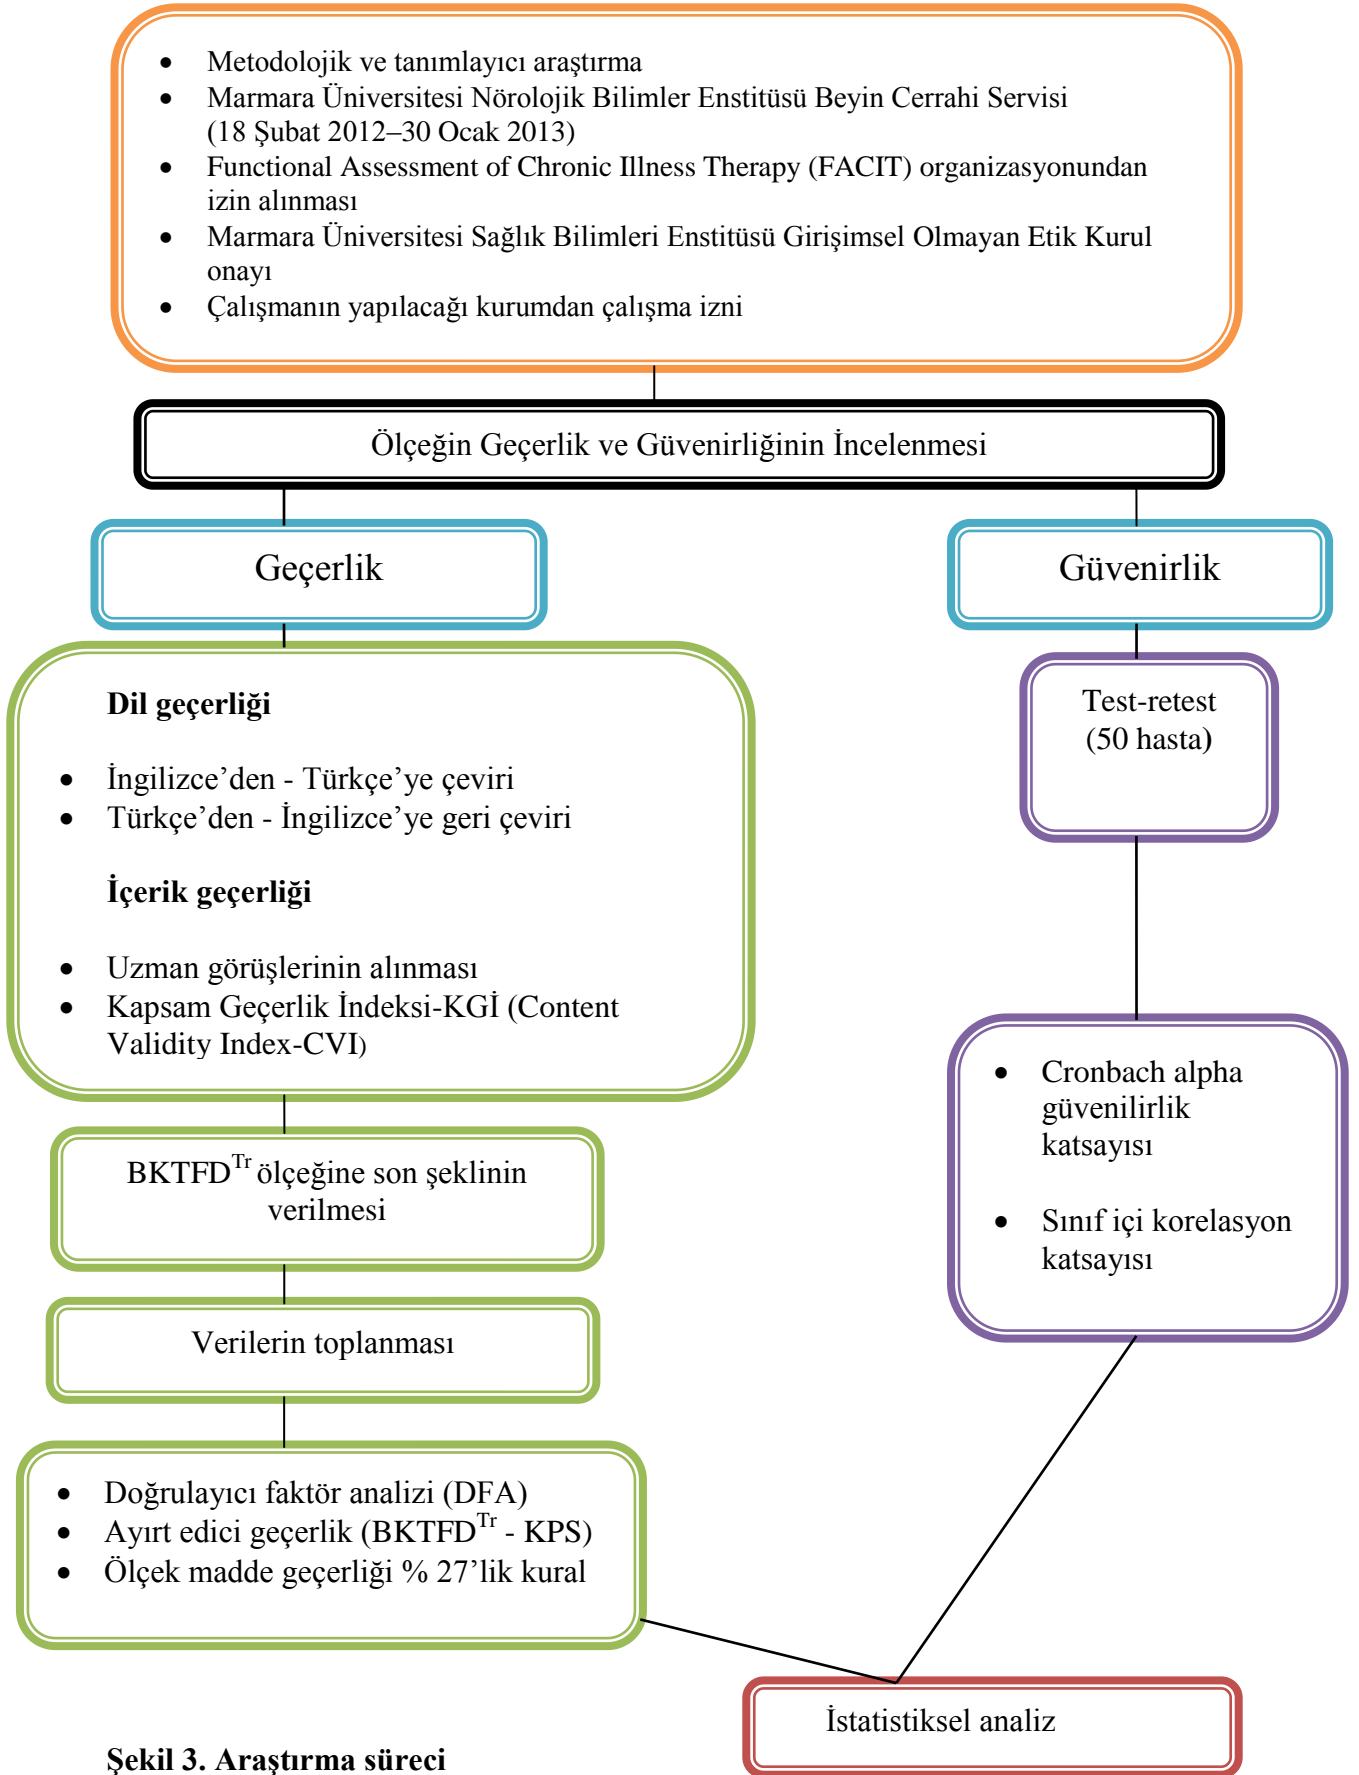 • Metodolojik ve tanımlayıcı araştırma
• Marmara Üniversitesi Nörolojik Bilimler Enstitüsü Beyin Cerrahi Servisi
(18 Şubat 2012–30 Ocak 2013)
• Functional Assessment of Chronic Illness Therapy (FACIT) organizasyonundan
izin alınması
• Marmara Üniversitesi Sağlık Bilimleri Enstitüsü Girişimsel Olmayan Etik Kurul
onayı
• Çalışmanın yapılacağı kurumdan çalışma izni
Ölçeğin Geçerlik ve Güvenirliğinin İncelenmesi
Geçerlik
Dil geçerliği
• İngilizce’den - Türkçe’ye çeviri
• Türkçe’den - İngilizce’ye geri çeviri
İçerik geçerliği
• Uzman görüşlerinin alınması
• Kapsam Geçerlik İndeksi-KGİ (Content
Validity Index-CVI)
BKTFD^Tr ölçeğine son şeklinin
verilmesi
Verilerin toplanması
• Doğrulayıcı faktör analizi (DFA)
• Ayırt edici geçerlik (BKTFD^Tr - KPS)
• Ölçek madde geçerliği % 27’lik kural
Güvenirlik
Test-retest
(50 hasta)
• Cronbach alpha
güvenilirlik
katsayısı
• Sınıf içi korelasyon
katsayısı
İstatistiksel analiz
Şekil 3. Araştırma süreci